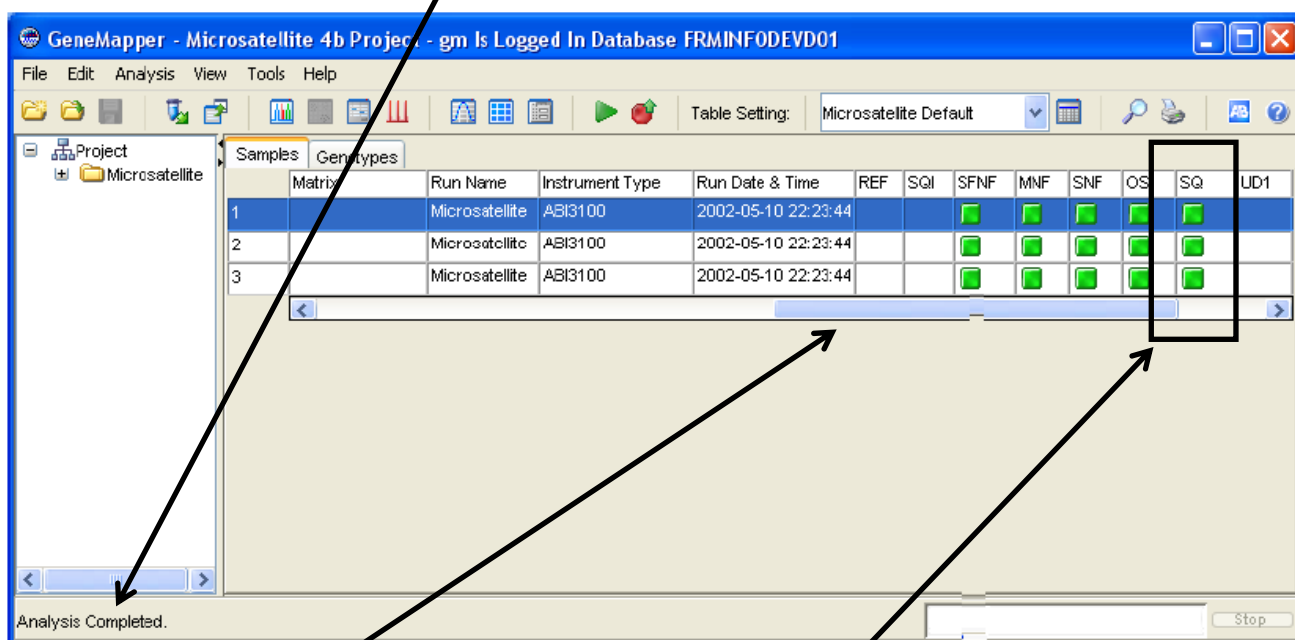 GeneMapper - Microsatellite 4b Project - gm Is Logged In Database FRMINFODEVD01
File Edit Analysis View Tools Help
Table Setting: Microsatelite Default
Project
Microsatellite
Samples Genotypes
Matrix Run Name Instrument Type Run Date & Time REF SQI SFNF MNF SNF OS SQ UD1
1 Microsatellite ABI3100 2002-05-10 22:23:44
2 Microsatellite ABI3100 2002-05-10 22:23:44
3 Microsatellite ABI3100 2002-05-10 22:23:44
Analysis Completed.
Stop